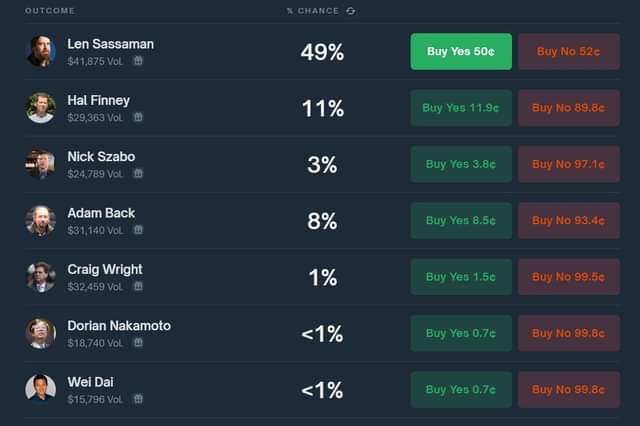 OUTCOME % CHANCE
Len Sassaman
$41,875 Vol.
49% Buy Yes 50¢ Buy No 52¢
Hal Finney
$29,363 Vol.
11% Buy Yes 11.9¢ Buy No 89.8¢
Nick Szabo
$24,789 Vol.
3% Buy Yes 3.8¢ Buy No 97.1¢
Adam Back
$31,140 Vol.
8% Buy Yes 8.5¢ Buy No 93.4¢
Craig Wright
$32,459 Vol.
1% Buy Yes 1.5¢ Buy No 99.5¢
Dorian Nakamoto
$18,740 Vol.
<1% Buy Yes 0.7¢ Buy No 99.8¢
Wei Dai
$15,796 Vol.
<1% Buy Yes 0.7¢ Buy No 99.8¢